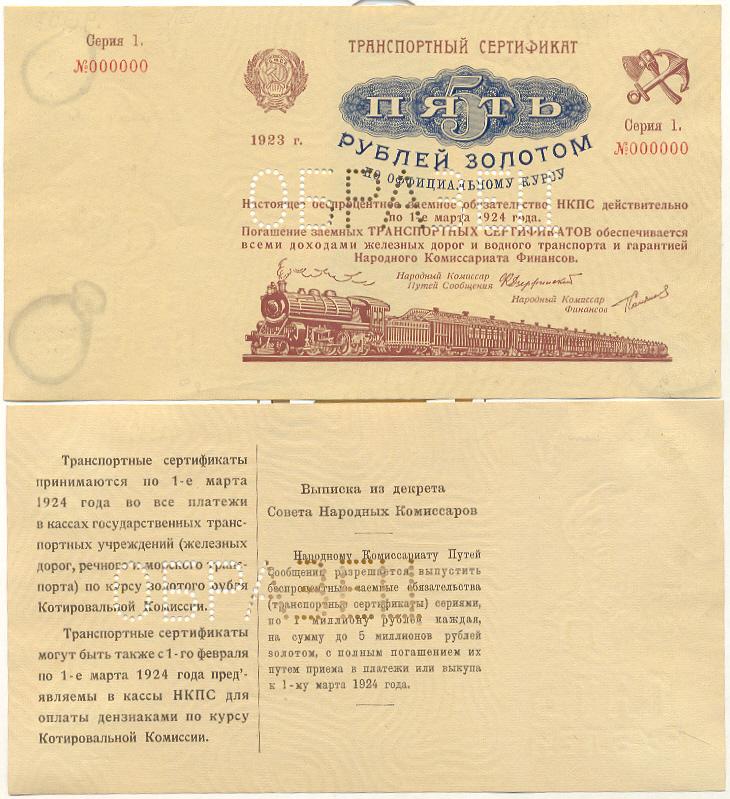 Серия 1.
№000000
ТРАНСПОРТНЫЙ СЕРТИФИКАТ
5
ПЯТЬ
РУБЛЕЙ ЗОЛОТОМ
ПО ОФФИЦИАЛЬНОМУ КУРСУ
1923 г.
Серия 1.
№000000
ОБРАЗЕЦ
Настоящее беспроцентное заемное обязательство НКПС действительно
по 1-е марта 1924 года.
Погашение заемных ТРАНСПОРТНЫХ СЕРТИФИКАТОВ обеспечивается
всеми доходами железных дорог и водного транспорта и гарантией
Народного Комиссариата Финансов.
Народный Комиссар
Путей Сообщения
Народный Комиссар
Финансов
Транспортные сертификаты
принимаются по 1-е марта
1924 года во все платежи
в кассах государственных транс-
портных учреждений (железных
дорог, речного и морского транс-
порта) по курсу золотого рубля
Котировальной Комиссии.
Транспортные сертификаты
могут быть также с 1-го февраля
по 1-е марта 1924 года пред'-
являемы в кассы НКПС для
оплаты дензнаками по курсу
Котировальной Комиссии.
Выписка из декрета
Совета Народных Комиссаров
Народному Комиссариату Путей
Сообщения разрешается выпустить
беспроцентные заемные обязательства
(транспортные сертификаты) сериями,
по 1 миллиону рублей каждая,
на сумму до 5 миллионов рублей
золотом, с полным погашением их
путем приема в платежи или выкупа
к 1-му марта 1924 года.
ОБРАЗЕЦ